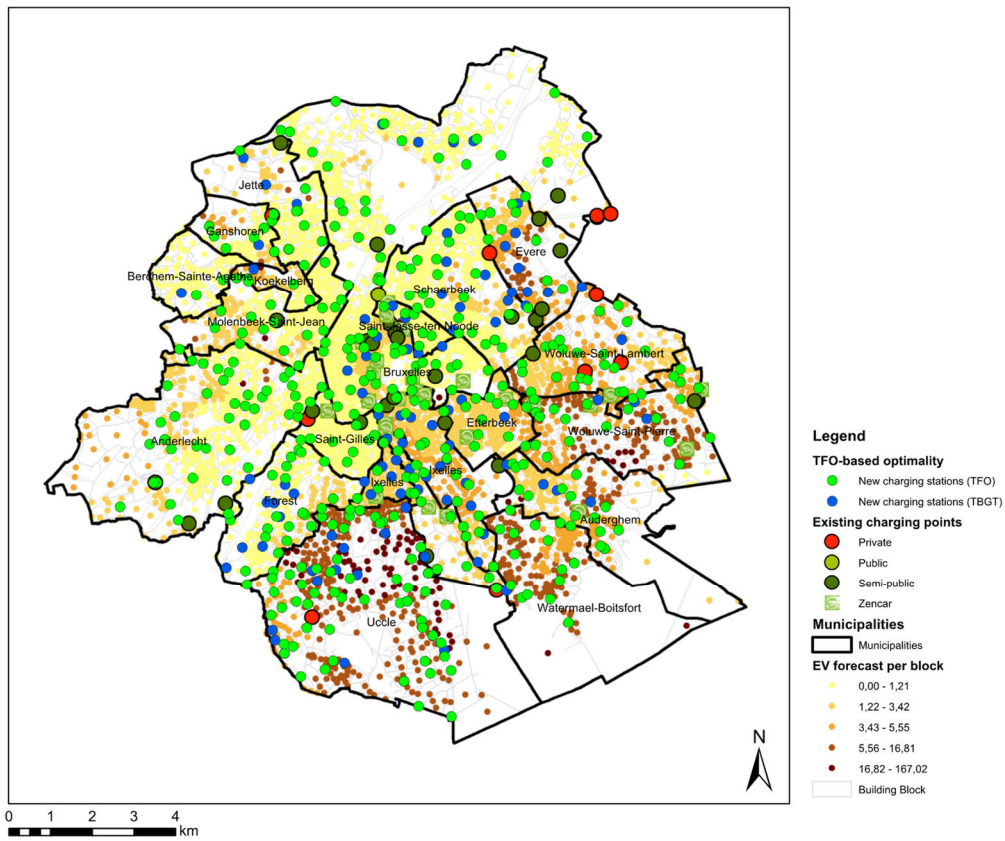 Jette
Ganshoren
Berchem-Sainte-Agathe
Koekelberg
Molenbeek-Saint-Jean
Evere
Schaerbeek
Saint-Josse-ten-Noode
Woluwe-Saint-Lambert
Bruxelles
Etterbeek
Woluwe-Saint-Pierre
Anderlecht
Saint-Gilles
Ixelles
Ixelles
Forest
Auderghem
Watermael-Boitsfort
Uccle
N
0 1 2 3 4
km
Legend
TFO-based optimality
New charging stations (TFO)
New charging stations (TBGT)
Existing charging points
Private
Public
Semi-public
Zencar
Municipalities
Municipalities
EV forecast per block
0,00 - 1,21
1,22 - 3,42
3,43 - 5,55
5,56 - 16,81
16,82 - 167,02
Building Block